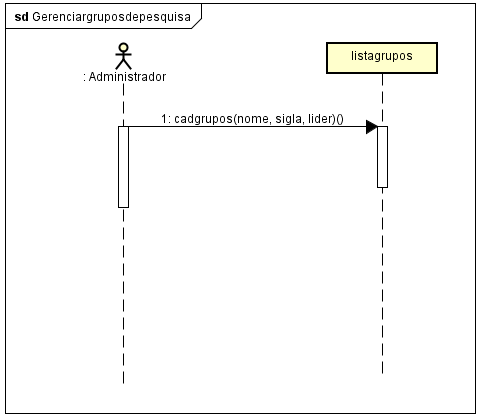 sd Gerenciargruposdepesquisa
: Administrador
listagrupos
1: cadgrupos(nome, sigla, lider)()